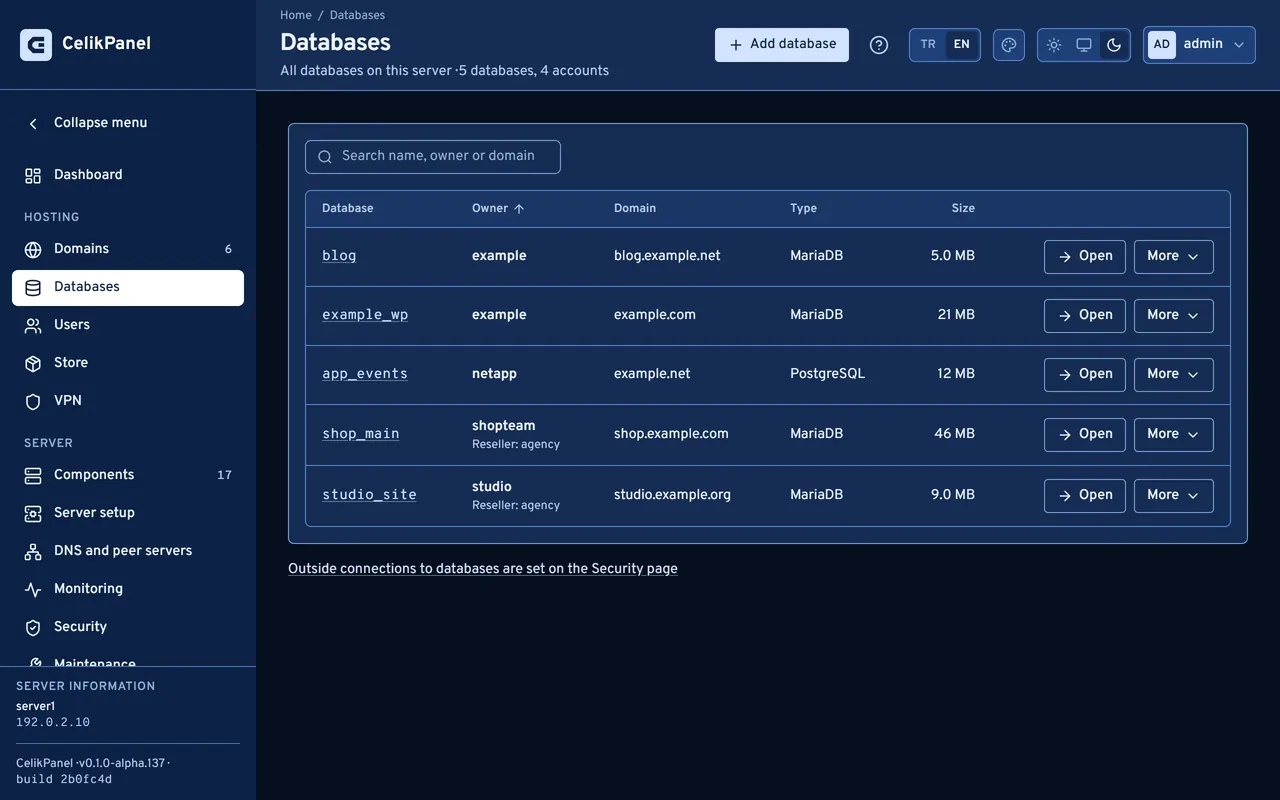 CelikPanel
Collapse menu
Dashboard
HOSTING
Domains 6
Databases
Users
Store
VPN
SERVER
Components 17
Server setup
DNS and peer servers
Monitoring
Security
Maintenance
SERVER INFORMATION
server1
192.0.2.10
CelikPanel ·v0.1.0-alpha.137 ·
build 2b0fc4d
Home / Databases
Databases
All databases on this server ·5 databases, 4 accounts
Add database
TR EN
AD admin
Search name, owner or domain
Database Owner Domain Type Size
blog example blog.example.net MariaDB 5.0 MB Open More
example_wp example example.com MariaDB 21 MB Open More
app_events netapp example.net PostgreSQL 12 MB Open More
shop_main shopteam shop.example.com MariaDB 46 MB Open More
Reseller: agency
studio_site studio studio.example.org MariaDB 9.0 MB Open More
Reseller: agency
Outside connections to databases are set on the Security page